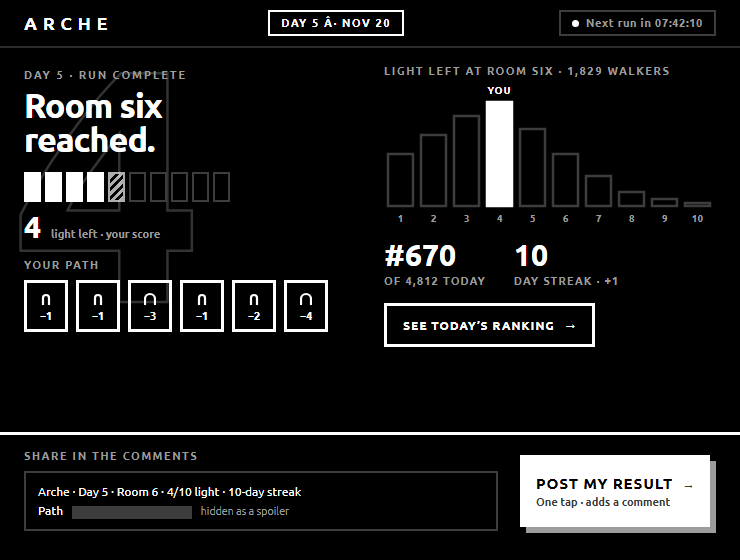 ARCHE
DAY 5 Â· NOV 20
Next run in 07:42:10
DAY 5 · RUN COMPLETE
Room six
reached.
4
4 light left · your score
YOUR PATH
∩ ∩ ∩ ∩ ∩ ∩
−1 −1 −3 −1 −2 −4
LIGHT LEFT AT ROOM SIX · 1,829 WALKERS
YOU
1 2 3 4 5 6 7 8 9 10
#670
OF 4,812 TODAY
10
DAY STREAK · +1
SEE TODAY’S RANKING →
SHARE IN THE COMMENTS
Arche · Day 5 · Room 6 · 4/10 light · 10-day streak
Path hidden as a spoiler
POST MY RESULT →
One tap · adds a comment